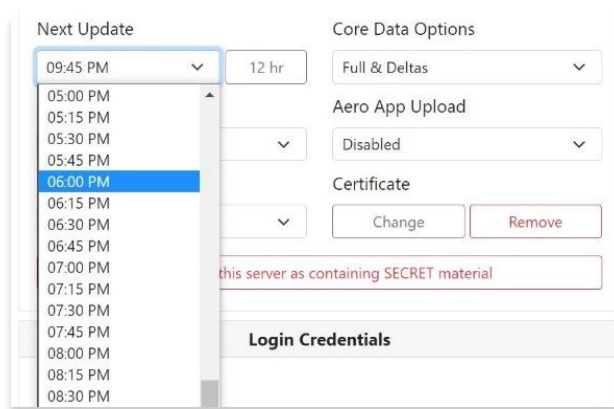 Next Update
Core Data Options
09:45 PM
12 hr
Full & Deltas
05:00 PM
05:15 PM
05:30 PM
05:45 PM
06:00 PM
06:15 PM
06:30 PM
06:45 PM
07:00 PM
07:15 PM
07:30 PM
07:45 PM
08:00 PM
08:15 PM
08:30 PM
Aero App Upload
Disabled
Certificate
Change
Remove
this server as containing SECRET material
Login Credentials